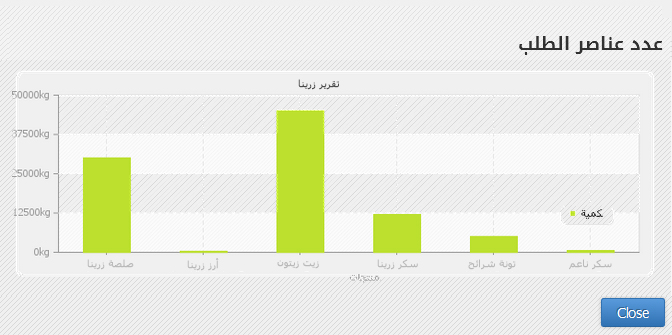 عدد عناصر الطلب
تقرير زرينا
50000kg
37500kg
25000kg
12500kg
0kg
كمية
صلصة زرينا
أرز زرينا
زيت زيتون
سكر زرينا
تونة شرائح
سكر ناعم
منتجات
Close